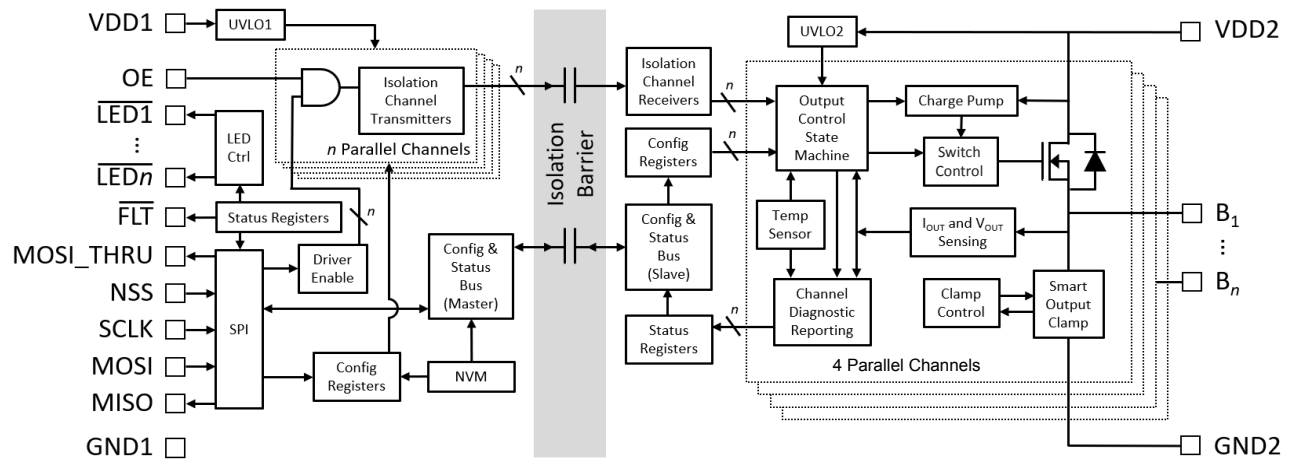 VDD1
UVLO1
OE
Isolation
Channel
Transmitters
n
n Parallel Channels
LED1
⋮
LEDn
LED
Ctrl
FLT
Status Registers
n
MOSI_THRU
NSS
SCLK
MOSI
MISO
GND1
SPI
Driver
Enable
Config &
Status
Bus
(Master)
Config
Registers
NVM
Isolation
Barrier
Isolation
Channel
Receivers
n
Config
Registers
n
Config &
Status
Bus
(Slave)
Status
Registers
n
UVLO2
Output
Control
State
Machine
Charge Pump
Switch
Control
Temp
Sensor
IOUT and VOUT
Sensing
Channel
Diagnostic
Reporting
Clamp
Control
Smart
Output
Clamp
4 Parallel Channels
VDD2
B1
⋮
Bn
GND2